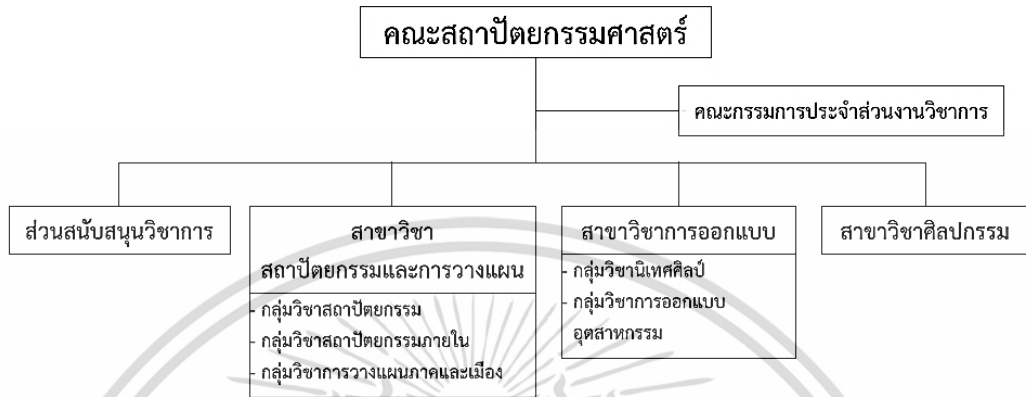 คณะสถาปัตยกรรมศาสตร์
คณะกรรมการประจำส่วนงานวิชาการ
ส่วนสนับสนุนวิชาการ
สาขาวิชา
สถาปัตยกรรมและการวางแผน
- กลุ่มวิชาสถาปัตยกรรม
- กลุ่มวิชาสถาปัตยกรรมภายใน
- กลุ่มวิชาการวางแผนภาคและเมือง
สาขาวิชาการออกแบบ
- กลุ่มวิชานิเทศศิลป์
- กลุ่มวิชาการออกแบบ
อุตสาหกรรม
สาขาวิชาศิลปกรรม